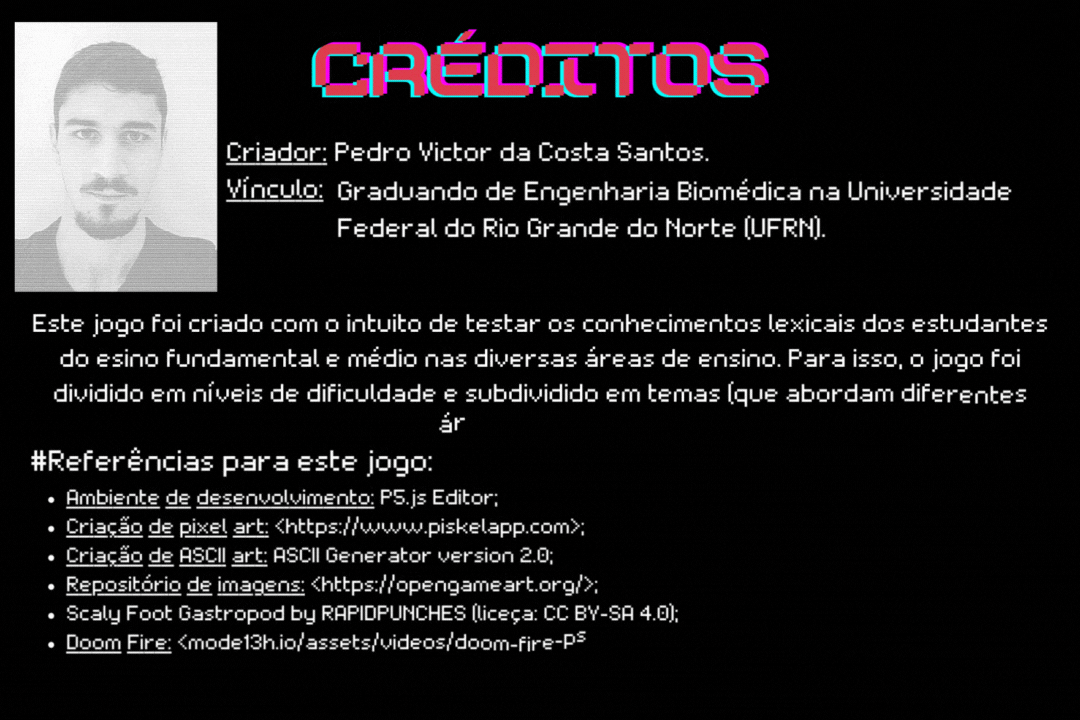 CRÉDITOS
Criador: Pedro Victor da Costa Santos.
Vínculo: Graduando de Engenharia Biomédica na Universidade
Federal do Rio Grande do Norte (UFRN).
Este jogo foi criado com o intuito de testar os conhecimentos lexicais dos estudantes
do esino fundamental e médio nas diversas áreas de ensino. Para isso, o jogo foi
dividido em níveis de dificuldade e subdividido em temas (que abordam diferentes
ár
#Referências para este jogo:
• Ambiente de desenvolvimento: P5.js Editor;
• Criação de pixel art: <https://www.piskelapp.com>;
• Criação de ASCII art: ASCII Generator version 2.0;
• Repositório de imagens: <https://opengameart.org/>;
• Scaly Foot Gastropod by RAPIDPUNCHES (liceça: CC BY-SA 4.0);
• Doom Fire: <mode13h.io/assets/videos/doom-fire-ps